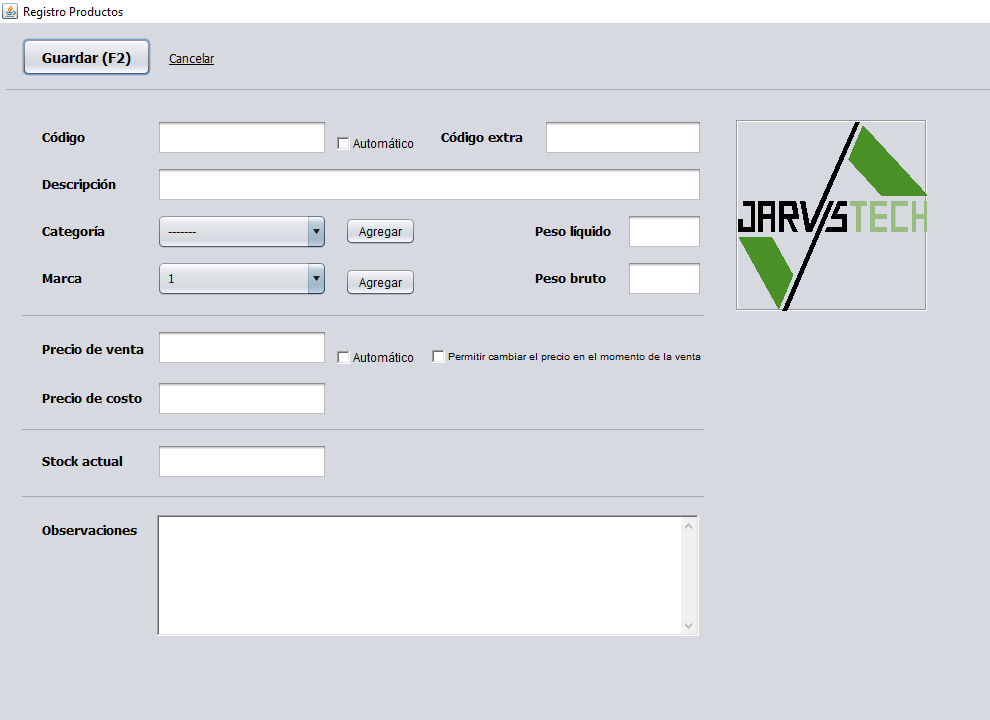 Registro Productos
Guardar (F2) Cancelar
Código Automático Código extra
Descripción
Categoría ------- Agregar Peso líquido
Marca 1 Agregar Peso bruto
JARVISTECH
Precio de venta Automático Permitir cambiar el precio en el momento de la venta
Precio de costo
Stock actual
Observaciones